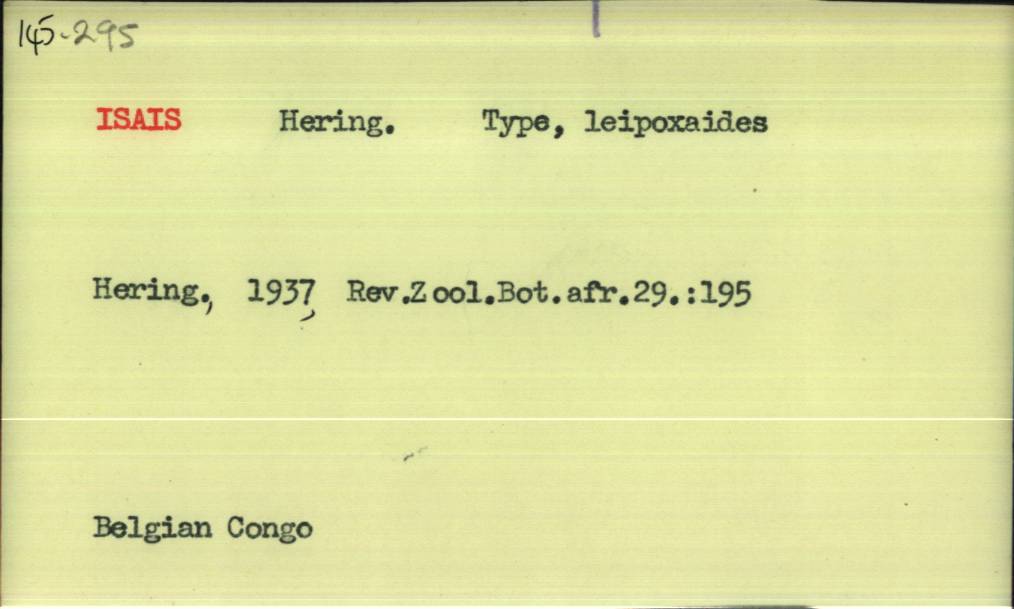 145-295
ISAIS Hering. Type, leipoxaides
Hering., 1937, Rev.Zool.Bot.afr.29.:195
Belgian Congo